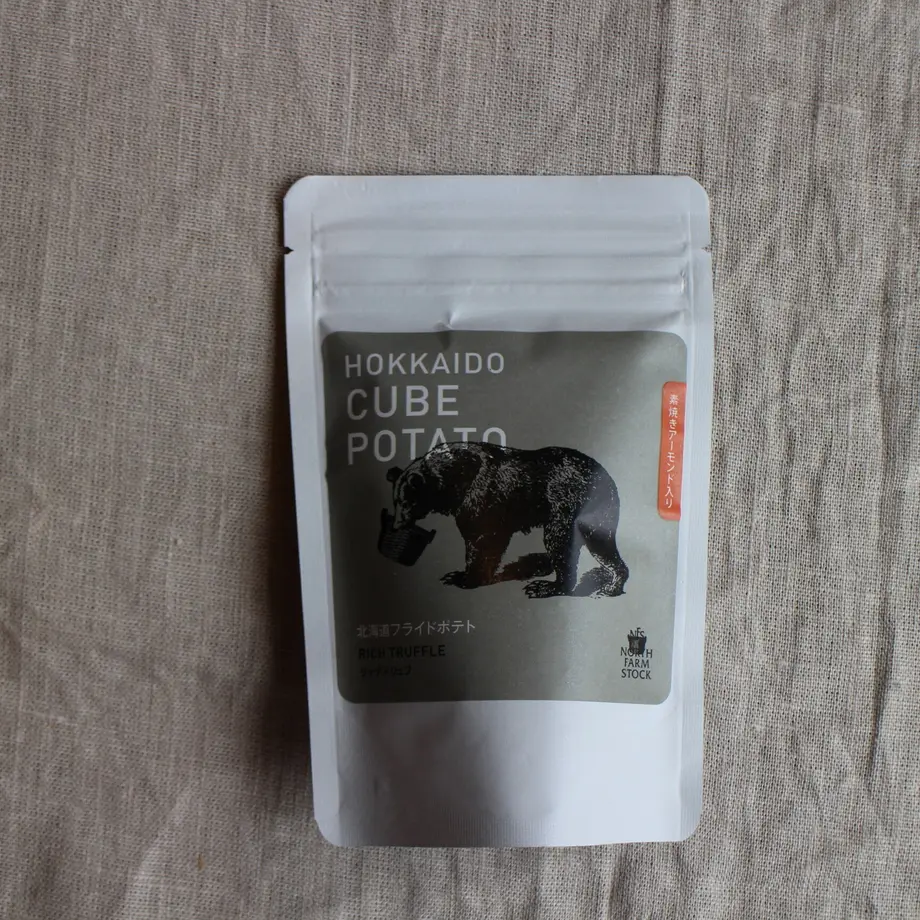 HOKKAIDO
CUBE
POTATO
素焼きアーモンド入り
北海道フライドポテト
RICH TRUFFLE
リッチトリュフ
NFS
NORTH
FARM
STOCK